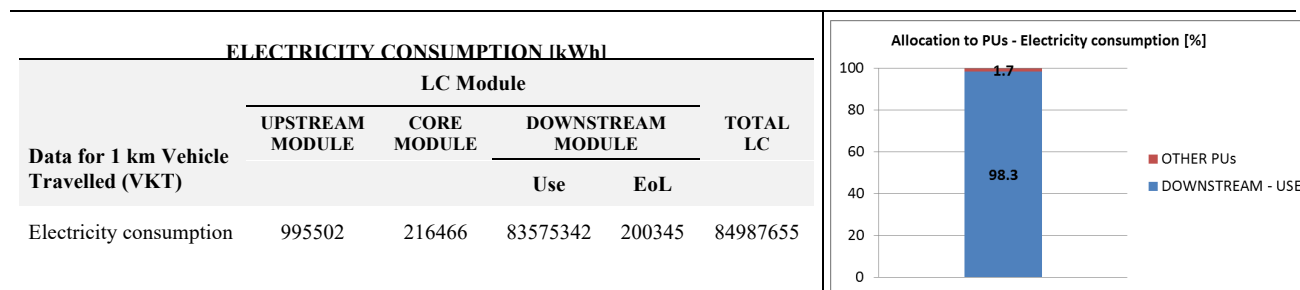 ELECTRICITY CONSUMPTION [kWh]
Data for 1 km Vehicle
Travelled (VKT)
LC Module
UPSTREAM
MODULE
CORE
MODULE
DOWNSTREAM
MODULE
TOTAL
LC
Use EoL
Electricity consumption 995502 216466 83575342 200345 84987655
Allocation to PUs - Electricity consumption [%]
100
80
60
40
20
0
1.7
98.3
OTHER PUs
DOWNSTREAM - USE